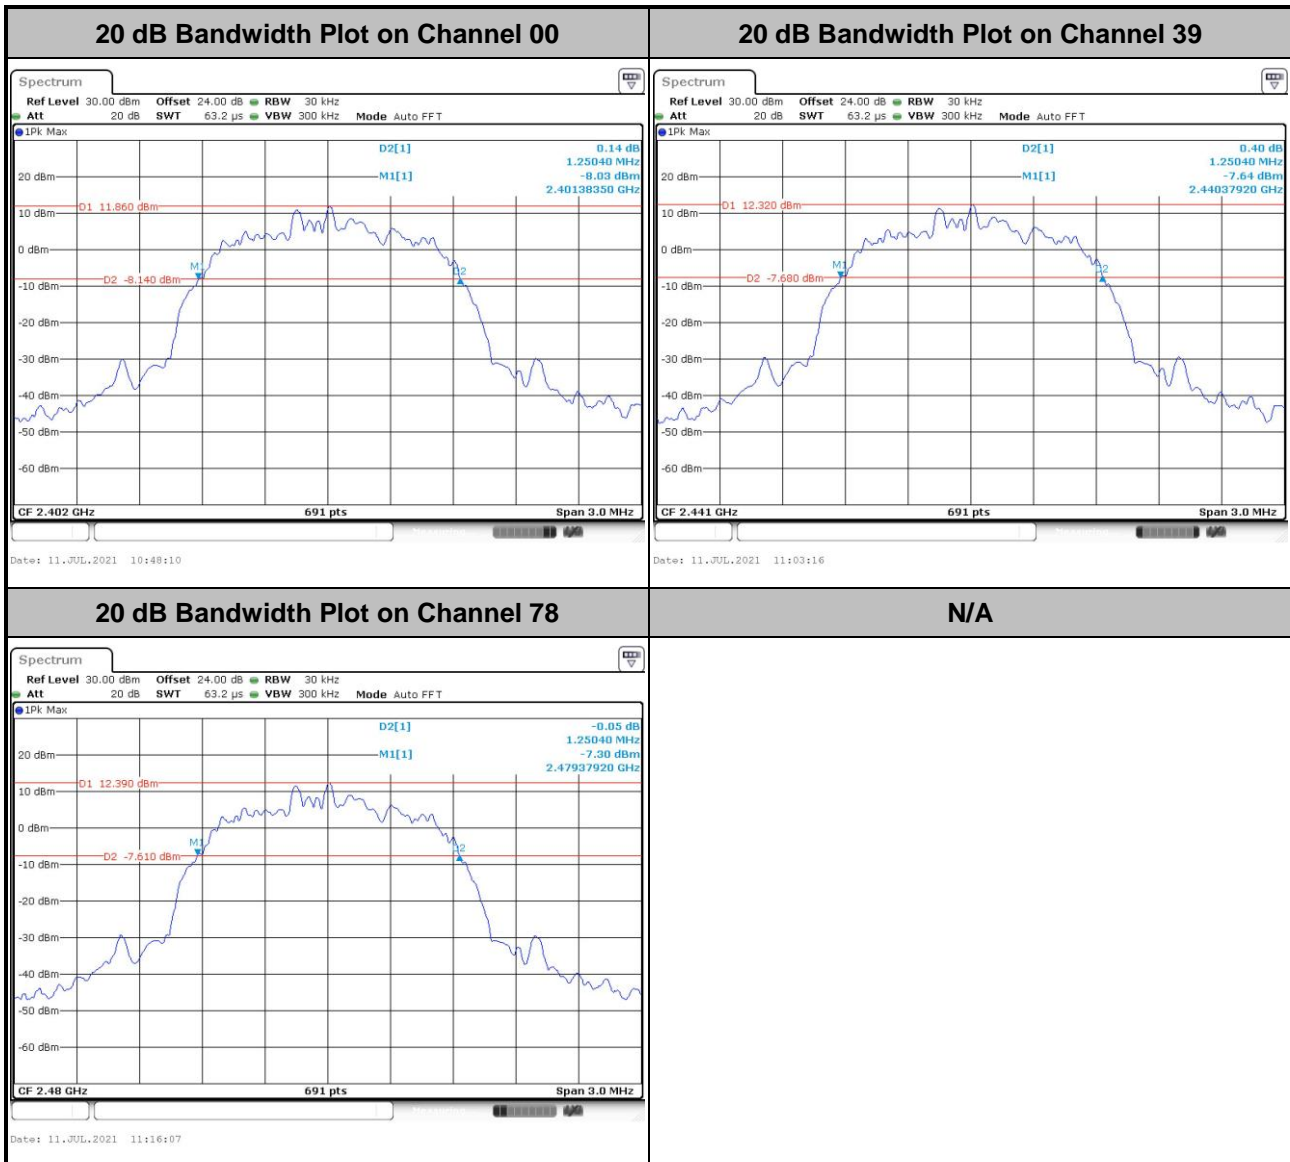 20 dB Bandwidth Plot on Channel 00
Spectrum
Ref Level 30.00 dBm Offset 24.00 dB RBW 30 kHz
Att 20 dB SWT 63.2 µs VBW 300 kHz Mode Auto FFT
1Pk Max
D2[1] 0.14 dB
1.25040 MHz
M1[1] -8.03 dBm
2.40138350 GHz
20 dBm
D1 11.860 dBm
10 dBm
0 dBm
M1
D2 -8.140 dBm
D2
-10 dBm
-20 dBm
-30 dBm
-40 dBm
-50 dBm
-60 dBm
CF 2.402 GHz 691 pts Span 3.0 MHz
Date: 11.JUL.2021 10:48:10
20 dB Bandwidth Plot on Channel 39
Spectrum
Ref Level 30.00 dBm Offset 24.00 dB RBW 30 kHz
Att 20 dB SWT 63.2 µs VBW 300 kHz Mode Auto FFT
1Pk Max
D2[1] 0.40 dB
1.25040 MHz
M1[1] -7.64 dBm
2.44037920 GHz
20 dBm
D1 12.320 dBm
10 dBm
0 dBm
M1
D2 -7.680 dBm
D2
-10 dBm
-20 dBm
-30 dBm
-40 dBm
-50 dBm
-60 dBm
CF 2.441 GHz 691 pts Span 3.0 MHz
Date: 11.JUL.2021 11:03:16
20 dB Bandwidth Plot on Channel 78
Spectrum
Ref Level 30.00 dBm Offset 24.00 dB RBW 30 kHz
Att 20 dB SWT 63.2 µs VBW 300 kHz Mode Auto FFT
1Pk Max
D2[1] -0.05 dB
1.25040 MHz
M1[1] -7.30 dBm
2.47937920 GHz
20 dBm
D1 12.390 dBm
10 dBm
0 dBm
M1
D2 -7.610 dBm
D2
-10 dBm
-20 dBm
-30 dBm
-40 dBm
-50 dBm
-60 dBm
CF 2.48 GHz 691 pts Span 3.0 MHz
Date: 11.JUL.2021 11:16:07
N/A